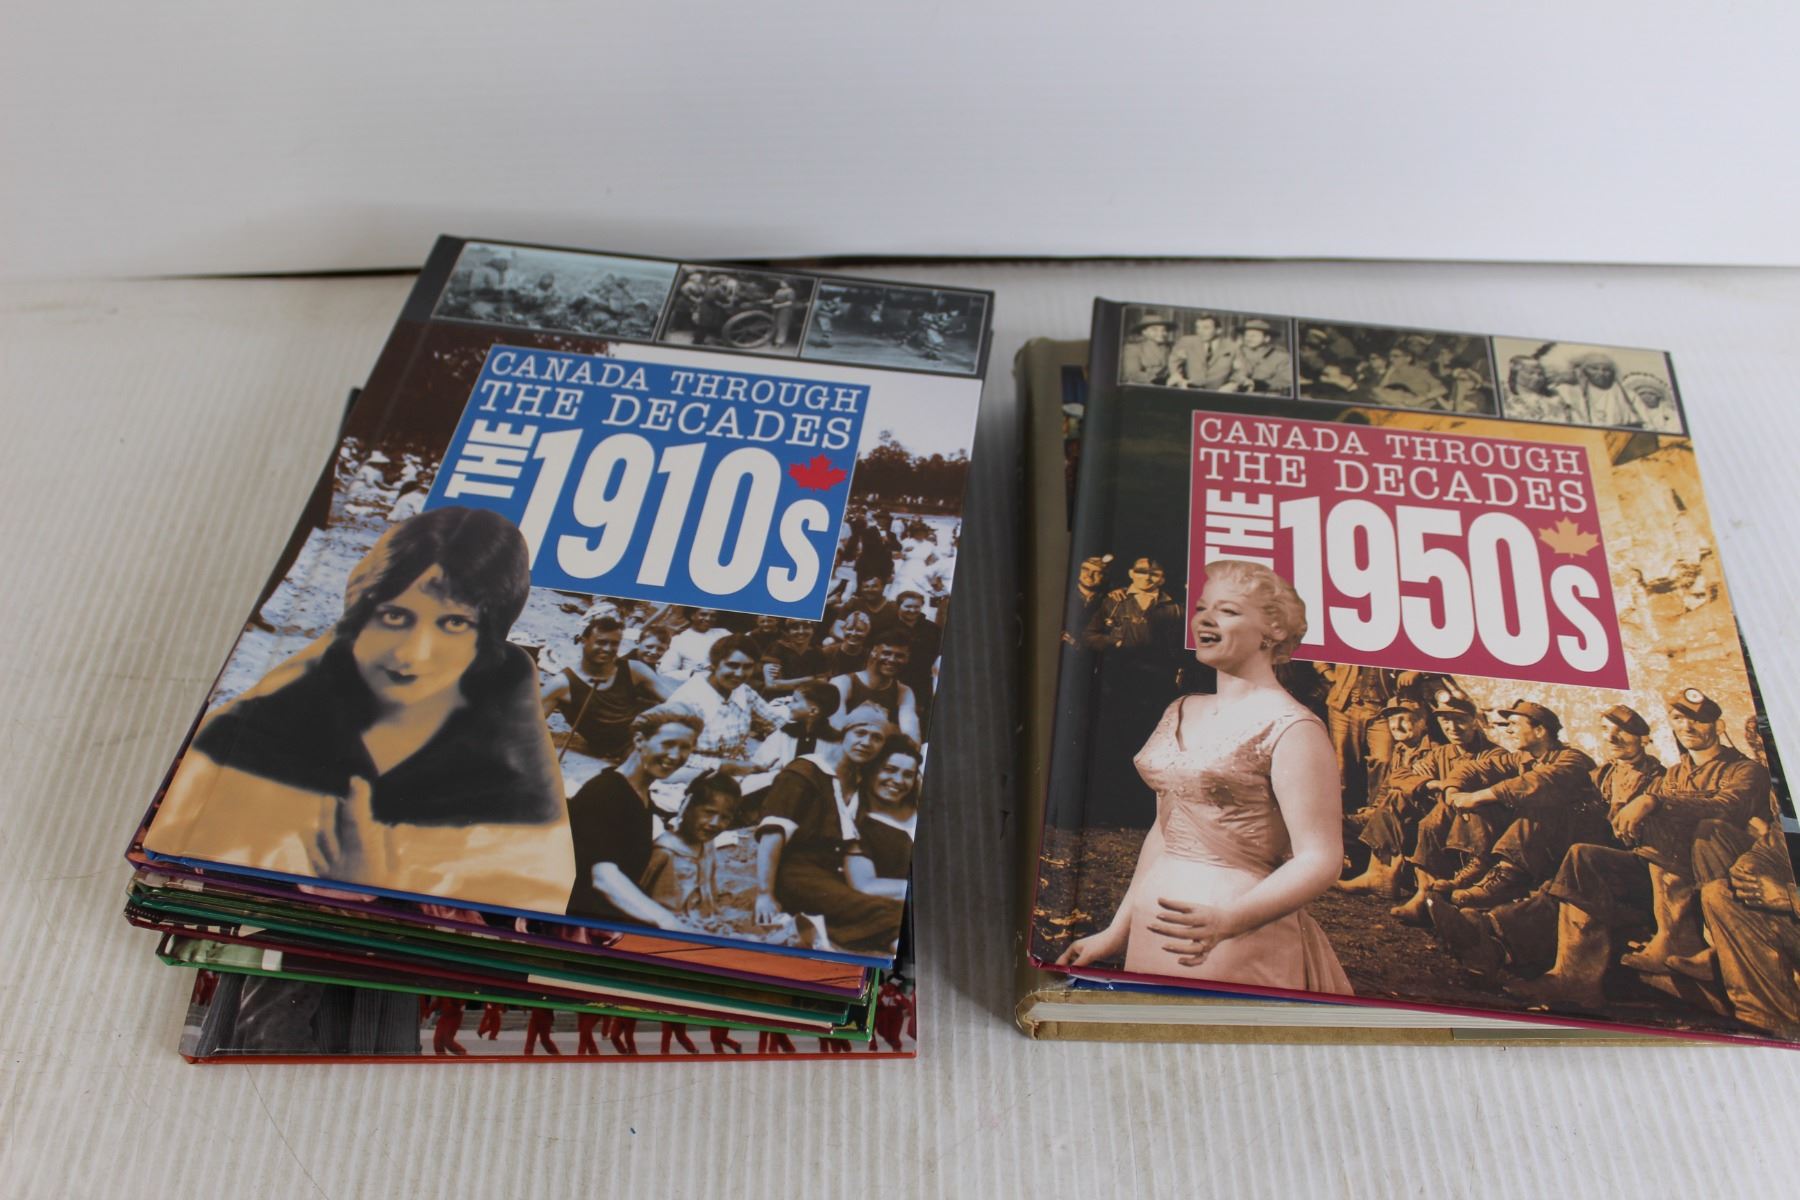 CANADA THROUGH
THE DECADES
THE 1910s
CANADA THROUGH
THE DECADES
THE 1950s